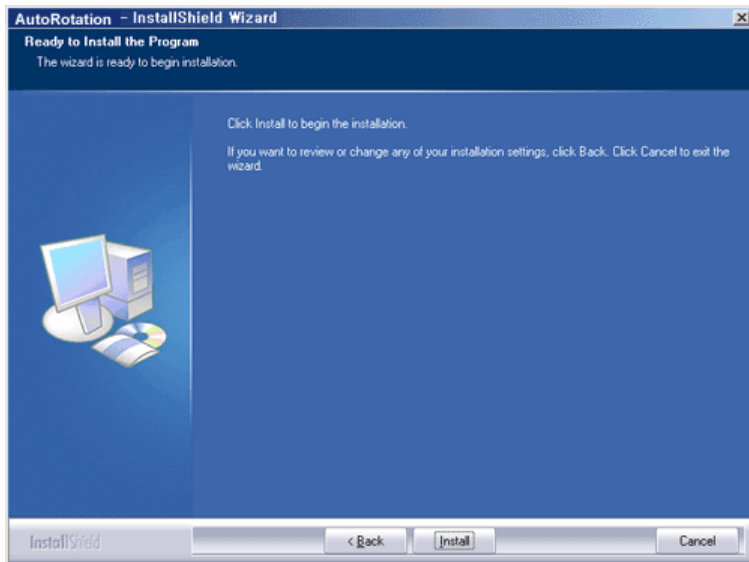 AutoRotation - InstallShield Wizard
Ready to Install the Program
The wizard is ready to begin installation.
Click Install to begin the installation.
If you want to review or change any of your installation settings, click Back. Click Cancel to exit the
wizard.
InstallShield
< Back
Install
Cancel